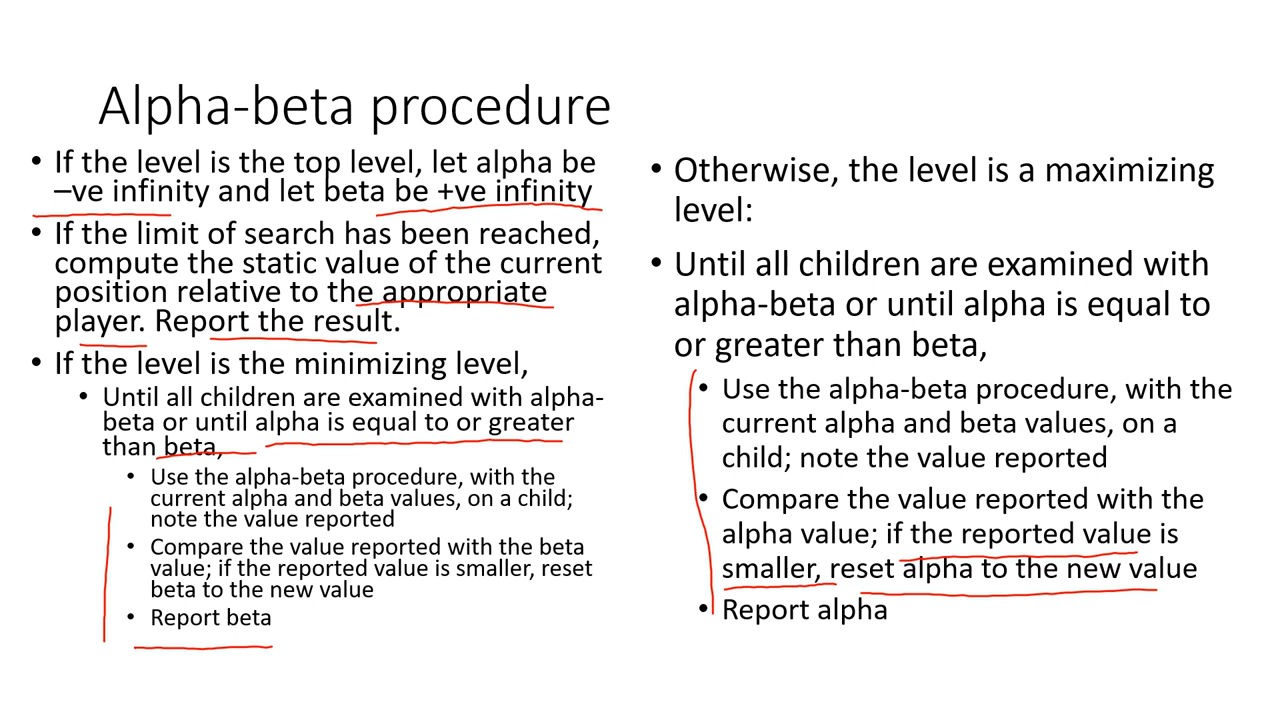 Alpha-beta procedure
• If the level is the top level, let alpha be
–ve infinity and let beta be +ve infinity
• If the limit of search has been reached,
compute the static value of the current
position relative to the appropriate
player. Report the result.
• If the level is the minimizing level,
• Until all children are examined with alpha-
beta or until alpha is equal to or greater
than beta,
• Use the alpha-beta procedure, with the
current alpha and beta values, on a child;
note the value reported
• Compare the value reported with the beta
value; if the reported value is smaller, reset
beta to the new value
• Report beta
• Otherwise, the level is a maximizing
level:
• Until all children are examined with
alpha-beta or until alpha is equal to
or greater than beta,
• Use the alpha-beta procedure, with the
current alpha and beta values, on a
child; note the value reported
• Compare the value reported with the
alpha value; if the reported value is
smaller, reset alpha to the new value
• Report alpha